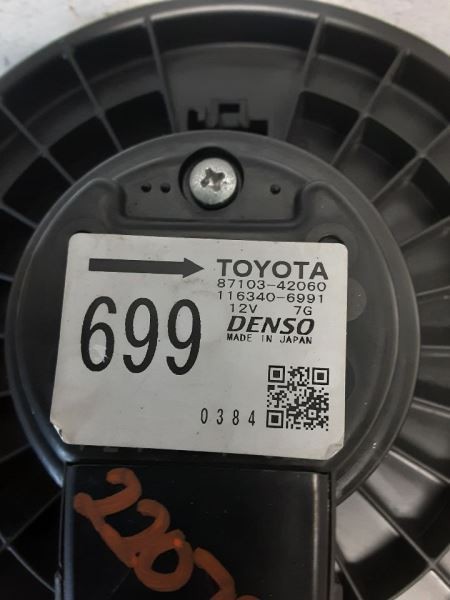 TOYOTA
87103-42060
116340-6991
12V 7G
DENSO
MADE IN JAPAN
699
0384